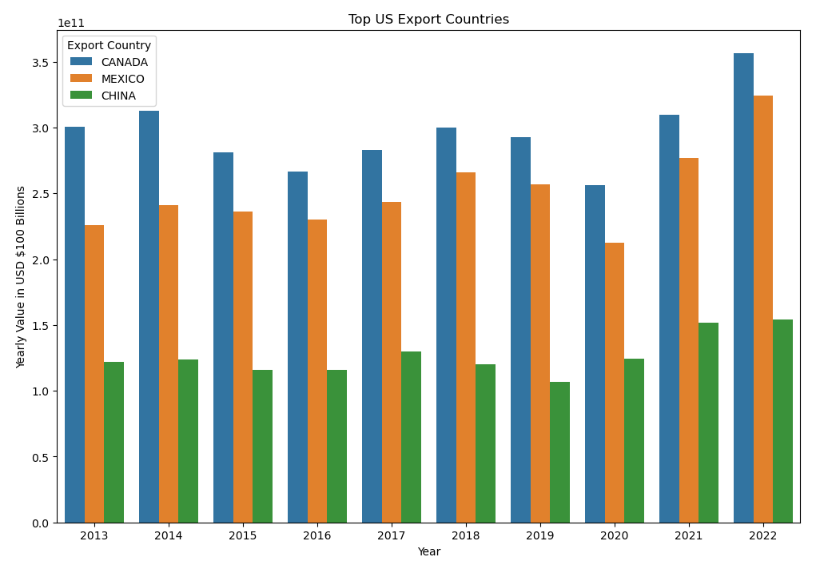 Top US Export Countries
1e11
Export Country
CANADA
MEXICO
CHINA
Yearly Value in USD $100 Billions
3.5
3.0
2.5
2.0
1.5
1.0
0.5
0.0
2013 2014 2015 2016 2017 2018 2019 2020 2021 2022
Year